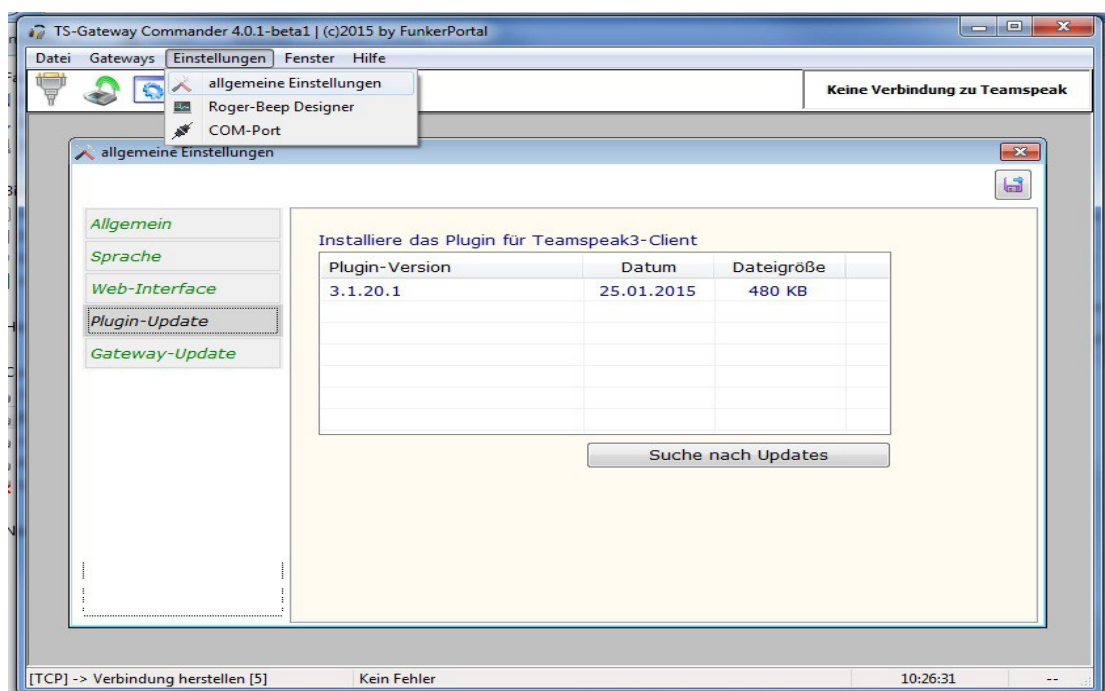 TS-Gateway Commander 4.0.1-beta1 | (c)2015 by FunkerPortal
Datei Gateways Einstellungen Fenster Hilfe
allgemeine Einstellungen
Roger-Beep Designer
COM-Port
Keine Verbindung zu Teamspeak
allgemeine Einstellungen
Allgemein
Sprache
Web-Interface
Plugin-Update
Gateway-Update
Installiere das Plugin für Teamspeak3-Client
Plugin-Version Datum Dateigröße
3.1.20.1 25.01.2015 480 KB
Suche nach Updates
[TCP] -> Verbindung herstellen [5] Kein Fehler 10:26:31 --